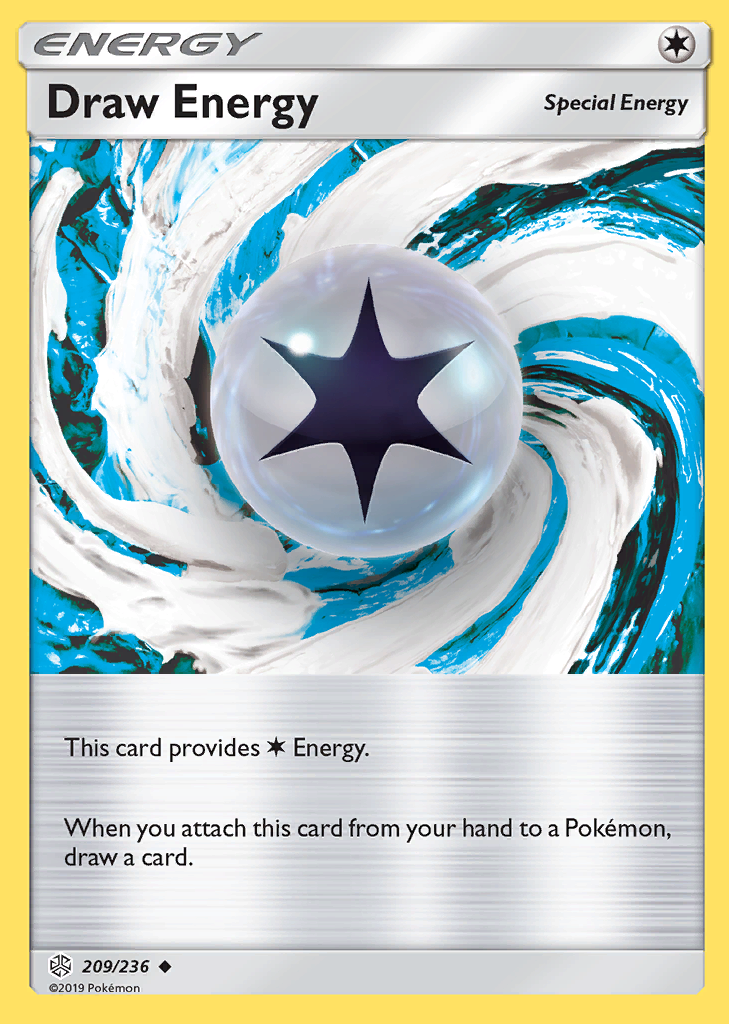 ENERGY
Draw Energy
Special Energy
This card provides Energy.
When you attach this card from your hand to a Pokémon,
draw a card.
209/236
©2019 Pokémon